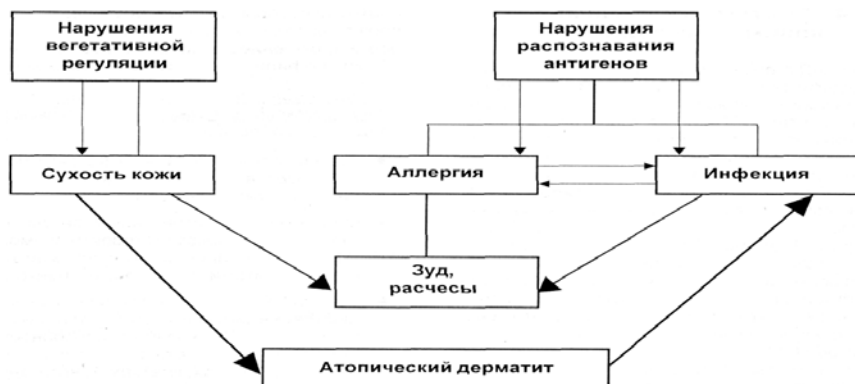 Нарушения
вегетативной
регуляции
Нарушения
распознавания
антигенов
Сухость кожи
Аллергия
Инфекция
Зуд,
расчесы
Атопический дерматит